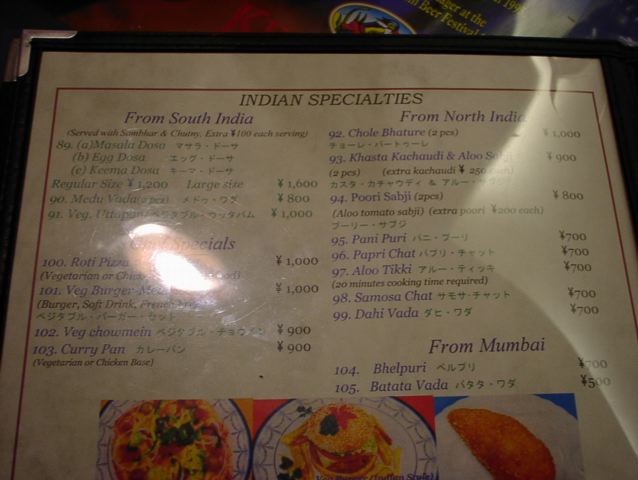 at the
Beer Festival
INDIAN SPECIALTIES
From South India
(Served with Sambhar & Chutny, Extra ¥100 each serving)
89. (a)Masala Dosa マサラ・ドーサ
(b) Egg Dosa エッグ・ドーサ
(c) Keema Dosa キーマ・ドーサ
Regular Size ¥1,200 Large size ¥1,600
90. Medu Vada(2 pcs) メドゥ・ワダ ¥800
91. Veg. Uttapam ベジタブル・ウッタパム ¥1,000
Specials
100. Roti Pizza ¥1,000
(Vegetarian or
101. Veg Burger ¥1,000
(Burger, Soft Drink, French
ベジタブル・バーガー・セット
102. Veg chowmein ベジタブル・チョウメン ¥900
103. Curry Pan カレーパン ¥900
(Vegetarian or Chicken Base)
From North India
92. Chole Bhature (2 pcs) ¥1,000
チョーレ・バートゥーレ
93. Khasta Kachaudi & Aloo Sabji ¥900
(2 pcs) (extra kachaudi ¥250 each)
カスタ・カチャウディ & アルー・サブジ
94. Poori Sabji (2pcs) ¥800
(Aloo tomato sabji) (extra poori ¥200 each)
プーリー・サブジ
95. Pani Puri パニ・プーリ ¥700
96. Papri Chat パプリ・チャット ¥700
97. Aloo Tikki アルー・ティッキ ¥700
(20 minutes cooking time required)
98. Samosa Chat サモサ・チャット ¥700
99. Dahi Vada ダヒ・ワダ ¥700
From Mumbai
104. Bhelpuri ベルプリ ¥700
105. Batata Vada バタタ・ワダ ¥500
Veg Burger (Indian Style)